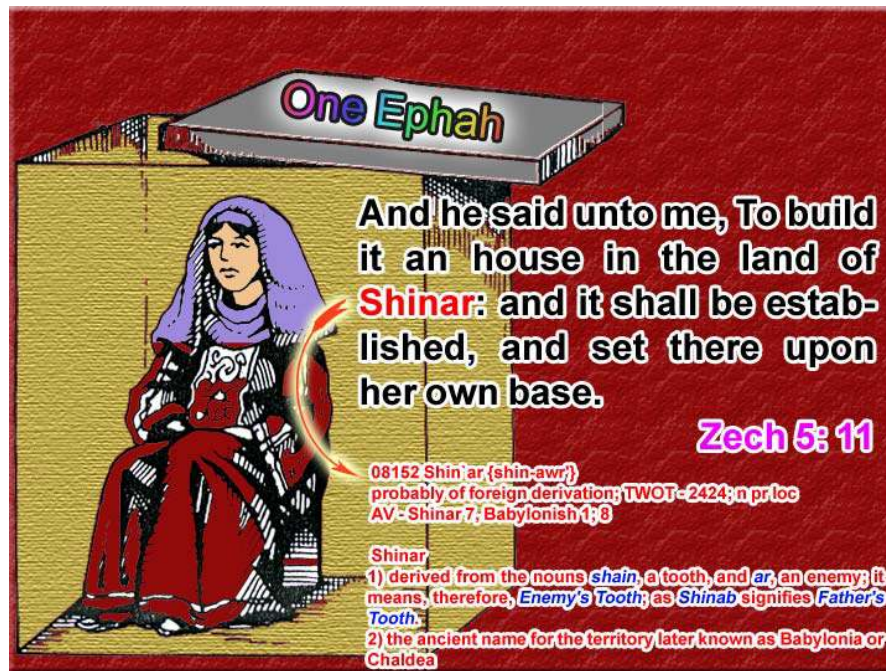 One Ephah
And he said unto me, To build
it an house in the land of
Shinar: and it shall be estab-
lished, and set there upon
her own base.
Zech 5: 11
08152 Shin`ar {shin-awr'}
probably of foreign derivation; TWOT - 2424; n pr loc
AV - Shinar 7, Babylonish 1; 8
Shinar
1) derived from the nouns shain, a tooth, and ar, an enemy; it
means, therefore, Enemy's Tooth; as Shinab signifies Father's
Tooth.
2) the ancient name for the territory later known as Babylonia or
Chaldea